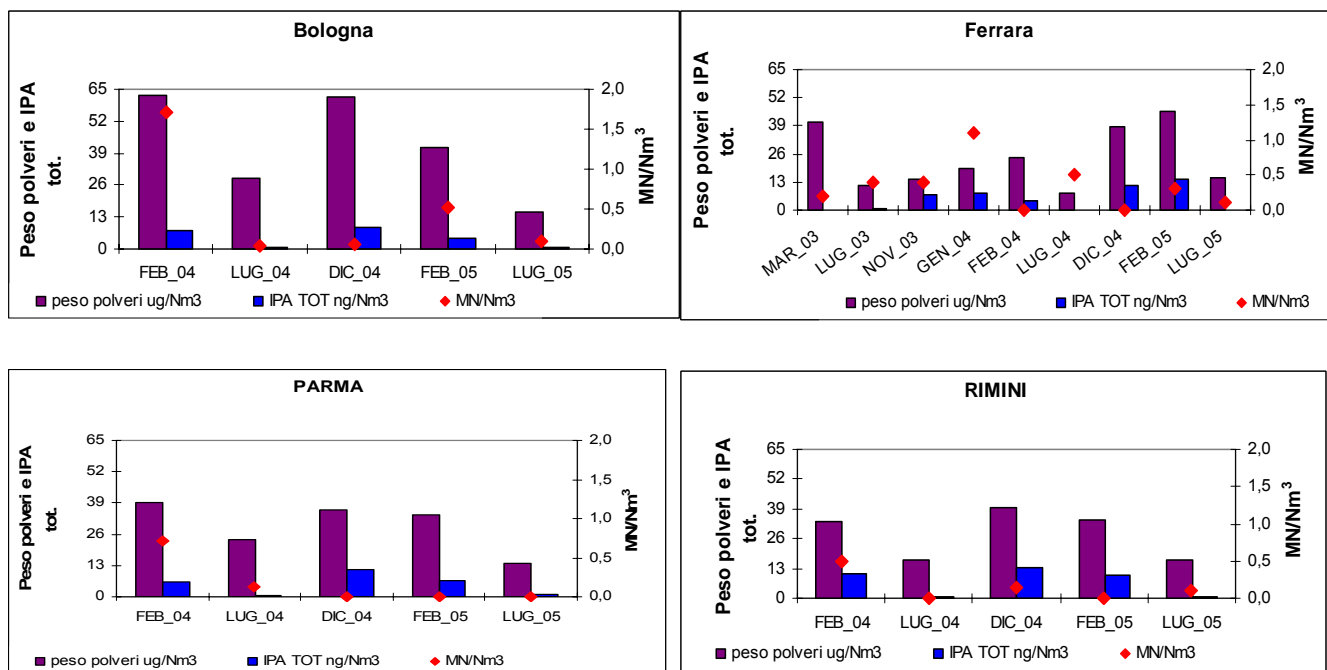 Bologna
Peso polveri e IPA
tot.
65
52
39
26
13
0
2,0
1,5
1,0
0,5
0,0
MN/Nm³
FEB_04 LUG_04 DIC_04 FEB_05 LUG_05
peso polveri ug/Nm3 IPA TOT ng/Nm3 MN/Nm3
Ferrara
Peso polveri e IPA
tot.
65
52
39
26
13
0
2,0
1,5
1,0
0,5
0,0
MN/Nm³
MAR_03 LUG_03 NOV_03 GEN_04 FEB_04 LUG_04 DIC_04 FEB_05 LUG_05
peso polveri ug/Nm3 IPA TOT ng/Nm3 MN/Nm3
PARMA
Peso polveri e IPA
tot.
65
52
39
26
13
0
2,0
1,5
1,0
0,5
0,0
MN/Nm³
FEB_04 LUG_04 DIC_04 FEB_05 LUG_05
peso polveri ug/Nm3 IPA TOT ng/Nm3 MN/Nm3
RIMINI
Peso polveri e IPA
tot.
65
52
39
26
13
0
2,0
1,5
1,0
0,5
0,0
MN/Nm³
FEB_04 LUG_04 DIC_04 FEB_05 LUG_05
peso polveri ug/Nm3 IPA TOT ng/Nm3 MN/Nm3